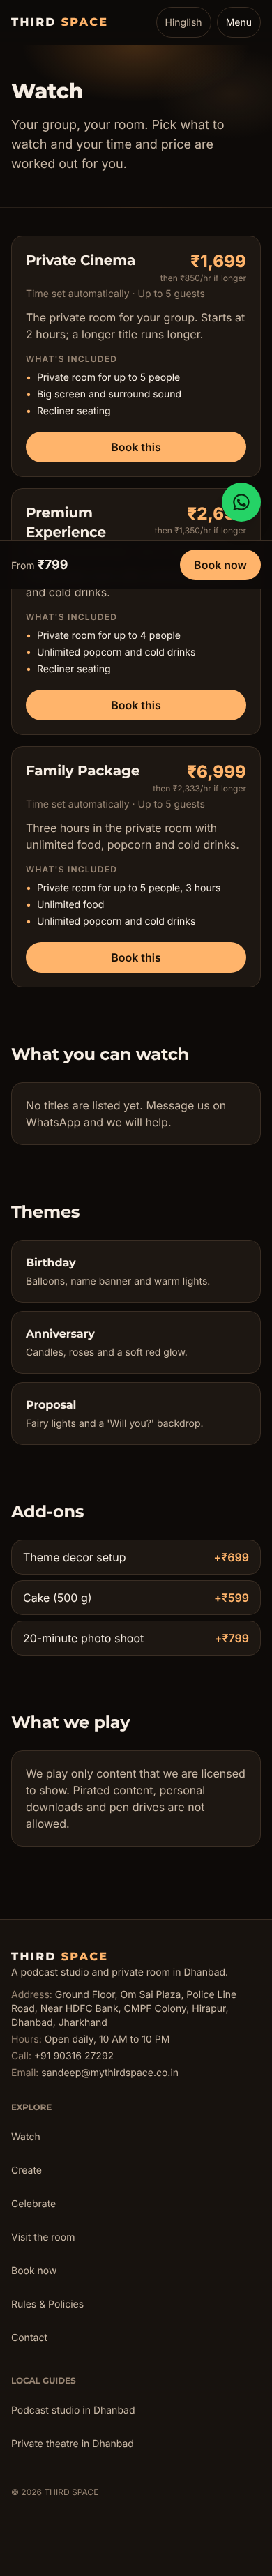 THIRD SPACE
Hinglish
Menu
Watch
Your group, your room. Pick what to
watch and your time and price are
worked out for you.
Private Cinema
₹1,699
then ₹850/hr if longer
Time set automatically · Up to 5 guests
The private room for your group. Starts at
2 hours; a longer title runs longer.
WHAT'S INCLUDED
• Private room for up to 5 people
• Big screen and surround sound
• Recliner seating
Book this
Premium
Experience
then ₹1,350/hr if longer
From ₹799
Book now
and cold drinks.
WHAT'S INCLUDED
• Private room for up to 4 people
• Unlimited popcorn and cold drinks
• Recliner seating
Book this
Family Package
₹6,999
then ₹2,333/hr if longer
Time set automatically · Up to 5 guests
Three hours in the private room with
unlimited food, popcorn and cold drinks.
WHAT'S INCLUDED
• Private room for up to 5 people, 3 hours
• Unlimited food
• Unlimited popcorn and cold drinks
Book this
What you can watch
No titles are listed yet. Message us on
WhatsApp and we will help.
Themes
Birthday
Balloons, name banner and warm lights.
Anniversary
Candles, roses and a soft red glow.
Proposal
Fairy lights and a 'Will you?' backdrop.
Add-ons
Theme decor setup +₹699
Cake (500 g) +₹599
20-minute photo shoot +₹799
What we play
We play only content that we are licensed
to show. Pirated content, personal
downloads and pen drives are not
allowed.
THIRD SPACE
A podcast studio and private room in Dhanbad.
Address: Ground Floor, Om Sai Plaza, Police Line
Road, Near HDFC Bank, CMPF Colony, Hirapur,
Dhanbad, Jharkhand
Hours: Open daily, 10 AM to 10 PM
Call: +91 90316 27292
Email: sandeep@mythirdspace.co.in
EXPLORE
Watch
Create
Celebrate
Visit the room
Book now
Rules & Policies
Contact
LOCAL GUIDES
Podcast studio in Dhanbad
Private theatre in Dhanbad
© 2026 THIRD SPACE